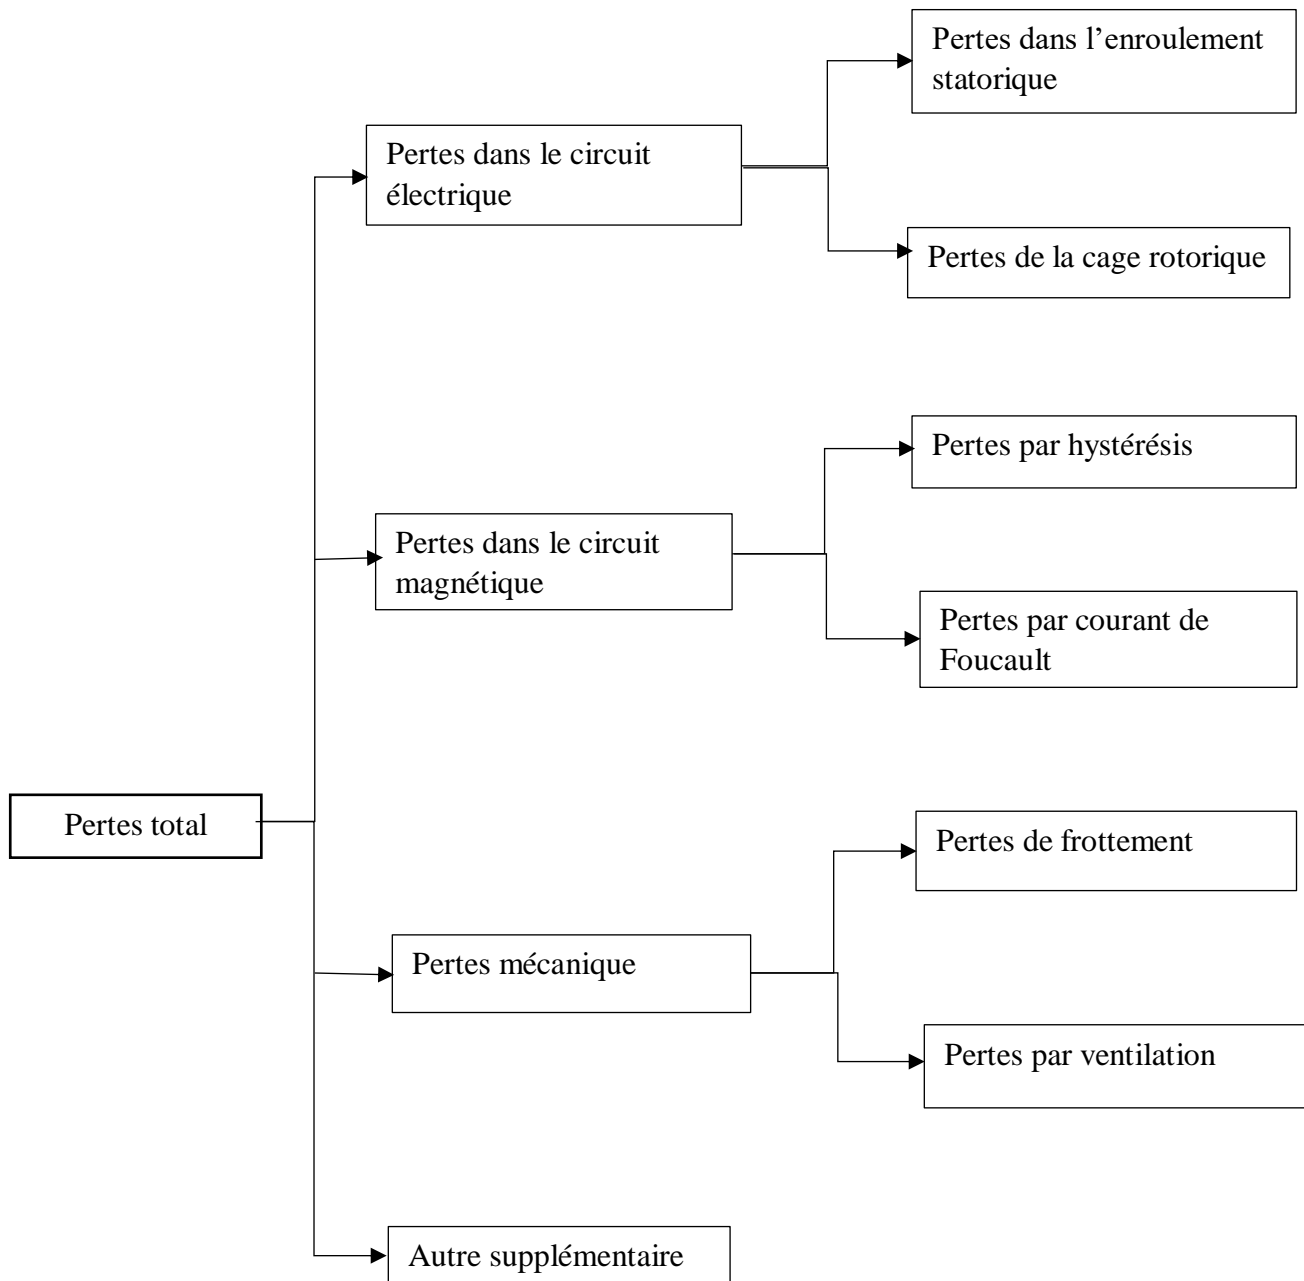 Pertes dans l’enroulement
statorique
Pertes dans le circuit
électrique
Pertes de la cage rotorique
Pertes par hystérésis
Pertes dans le circuit
magnétique
Pertes par courant de
Foucault
Pertes total
Pertes de frottement
Pertes mécanique
Pertes par ventilation
Autre supplémentaire